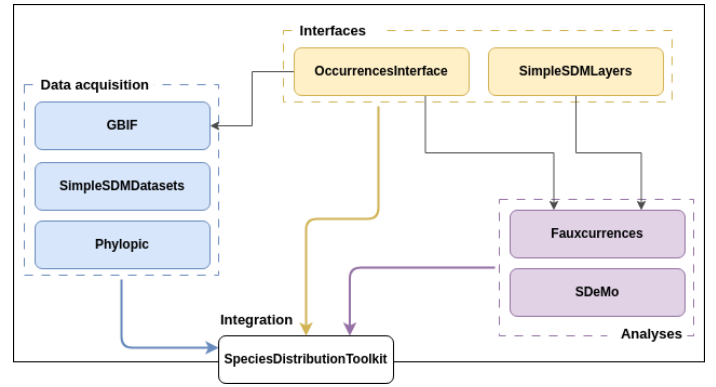 Interfaces
OccurrencesInterface
SimpleSDMLayers
Data acquisition
GBIF
SimpleSDMDatasets
Phylopic
Fauxcurrences
SDeMo
Analyses
Integration
SpeciesDistributionToolkit